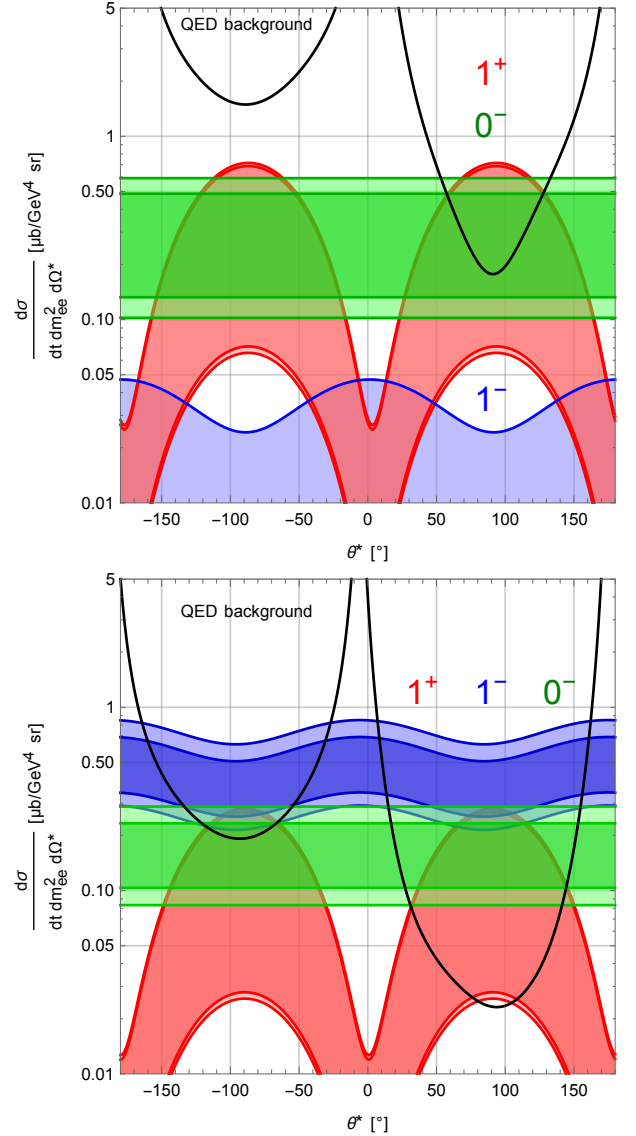 5
QED background
1⁺
0⁻
1
0.50
dσ
dt dm²ee dΩ*
[μb/GeV⁴ sr]
0.10
0.05
1⁻
0.01
−150 −100 −50 0 50 100 150
θ* [°]
5
QED background
1⁺ 1⁻ 0⁻
1
0.50
dσ
dt dm²ee dΩ*
[μb/GeV⁴ sr]
0.10
0.05
0.01
−150 −100 −50 0 50 100 150
θ* [°]